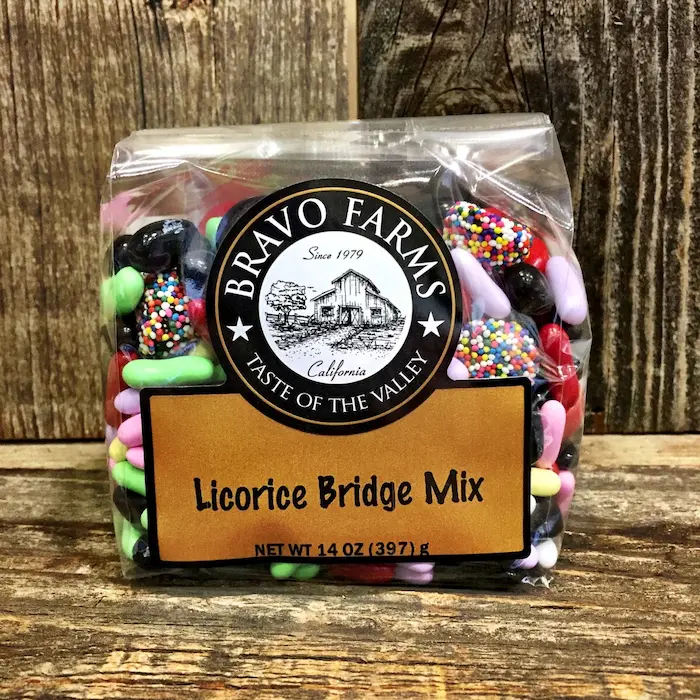 BRAVO FARMS
Since 1979
California
TASTE OF THE VALLEY
Licorice Bridge Mix
NET WT 14 OZ (397) g